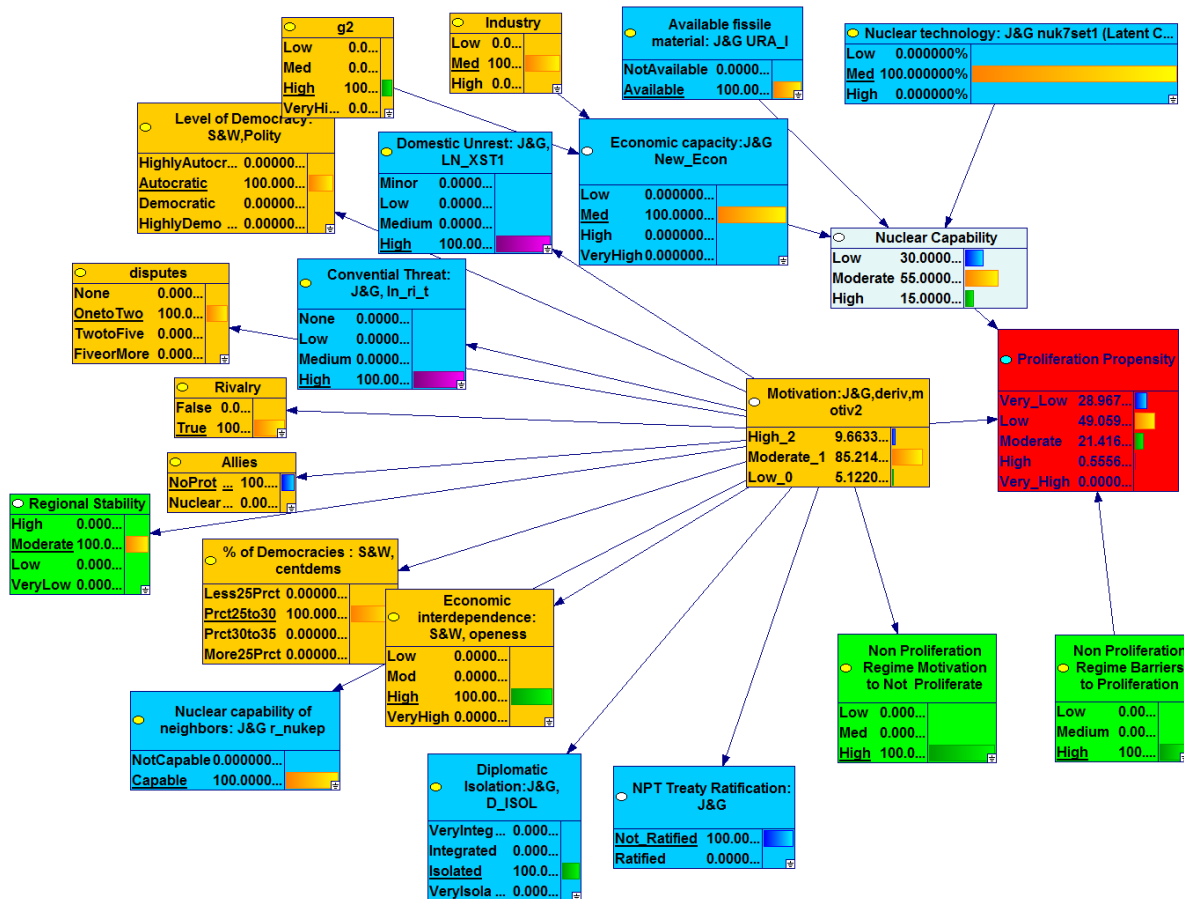 g2
Low 0.0...
Med 0.0...
High 100...
VeryHi... 0.0...
Industry
Low 0.0...
Med 100...
High 0.0...
Available fissile
material: J&G URA_I
NotAvailable 0.0000...
Available 100.00...
Nuclear technology: J&G nuk7set1 (Latent C...
Low 0.000000%
Med 100.000000%
High 0.000000%
Level of Democracy:
S&W,Polity
HighlyAutocr... 0.00000...
Autocratic 100.000...
Democratic 0.00000...
HighlyDemo ... 0.00000...
Domestic Unrest: J&G,
LN_XST1
Minor 0.0000...
Low 0.0000...
Medium 0.0000...
High 100.00...
Economic capacity:J&G
New_Econ
Low 0.000000...
Med 100.0000...
High 0.000000...
VeryHigh 0.000000...
Nuclear Capability
Low 30.0000...
Moderate 55.0000...
High 15.0000...
disputes
None 0.000...
OnetoTwo 100.0...
TwotoFive 0.000...
FiveorMore 0.000...
Convential Threat:
J&G, ln_ri_t
None 0.0000...
Low 0.0000...
Medium 0.0000...
High 100.00...
Proliferation Propensity
Very_Low 28.967...
Low 49.059...
Moderate 21.416...
High 0.5556...
Very_High 0.0000...
Rivalry
False 0.0...
True 100...
Motivation:J&G,deriv,m
otiv2
High_2 9.6633...
Moderate_1 85.214...
Low_0 5.1220...
Allies
NoProt ... 100....
Nuclear ... 0.00...
Regional Stability
High 0.000...
Moderate 100.0...
Low 0.000...
VeryLow 0.000...
% of Democracies : S&W,
centdems
Less25Prct 0.00000...
Prct25to30 100.000...
Prct30to35 0.00000...
More25Prct 0.00000...
Economic
interdependence:
S&W, openess
Low 0.0000...
Mod 0.0000...
High 100.00...
VeryHigh 0.0000...
Non Proliferation
Regime Motivation
to Not Proliferate
Low 0.000...
Med 0.000...
High 100.0...
Non Proliferation
Regime Barriers
to Proliferation
Low 0.00...
Medium 0.00...
High 100....
Nuclear capability of
neighbors: J&G r_nukep
NotCapable 0.000000...
Capable 100.0000...
Diplomatic
Isolation:J&G,
D_ISOL
VeryInteg ... 0.000...
Integrated 0.000...
Isolated 100.0...
VeryIsola ... 0.000...
NPT Treaty Ratification:
J&G
Not_Ratified 100.00...
Ratified 0.0000...